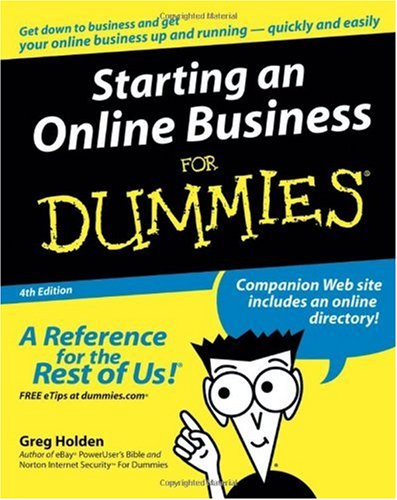 Get down to business and get
your online business up and running — quickly and easily
Starting an
Online Business
FOR
DUMMIES®
4th Edition
Companion Web site
includes an online
directory!
A Reference
for the
Rest of Us!®
FREE eTips at dummies.com®
Greg Holden
Author of eBay® PowerUser's Bible and
Norton Internet Security™ For Dummies